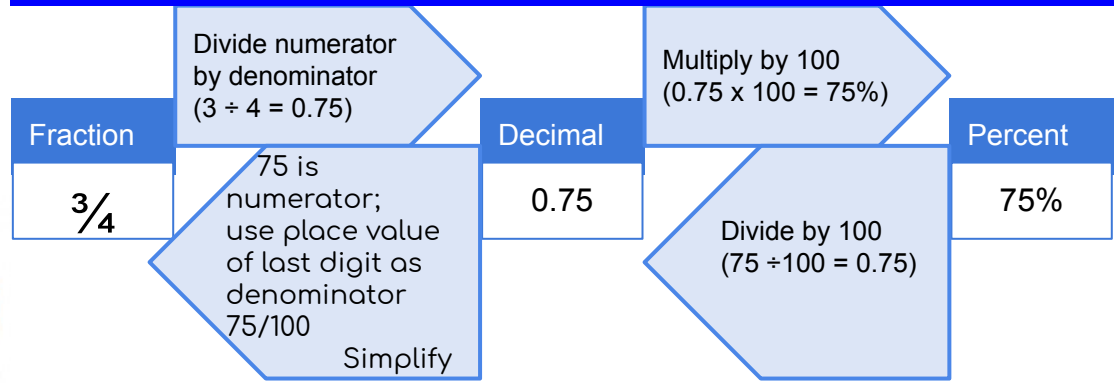 Divide numerator
by denominator
(3 ÷ 4 = 0.75)
Multiply by 100
(0.75 x 100 = 75%)
Fraction
Decimal
Percent
¾
75 is
numerator;
use place value
of last digit as
denominator
75/100
Simplify
0.75
Divide by 100
(75 ÷100 = 0.75)
75%